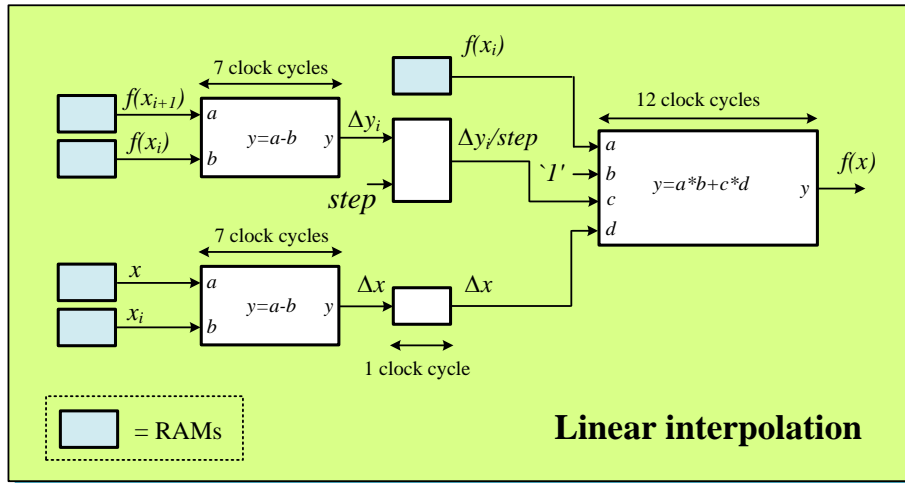 7 clock cycles
f(xᵢ)
f(xᵢ₊₁)
a
y=a-b
y
Δyᵢ
f(xᵢ)
b
step
Δyᵢ/step
12 clock cycles
a
`1'
b
y=a*b+c*d
y
f(x)
c
d
7 clock cycles
x
a
y=a-b
y
Δx
Δx
xᵢ
b
1 clock cycle
= RAMs
Linear interpolation